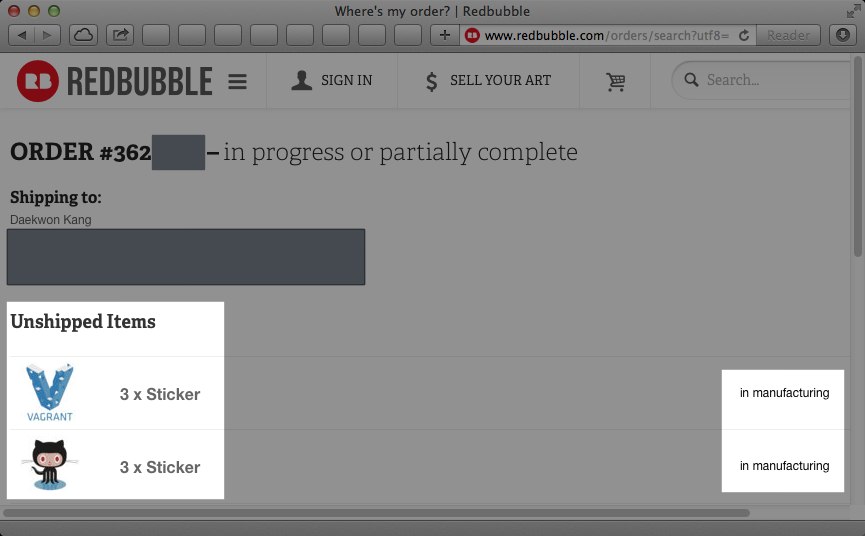 Where's my order? | Redbubble
www.redbubble.com/orders/search?utf8=
Reader
RB REDBUBBLE
SIGN IN
$ SELL YOUR ART
Search...
ORDER #362 – in progress or partially complete
Shipping to:
Daekwon Kang
Unshipped Items
VAGRANT
3 x Sticker
in manufacturing
3 x Sticker
in manufacturing